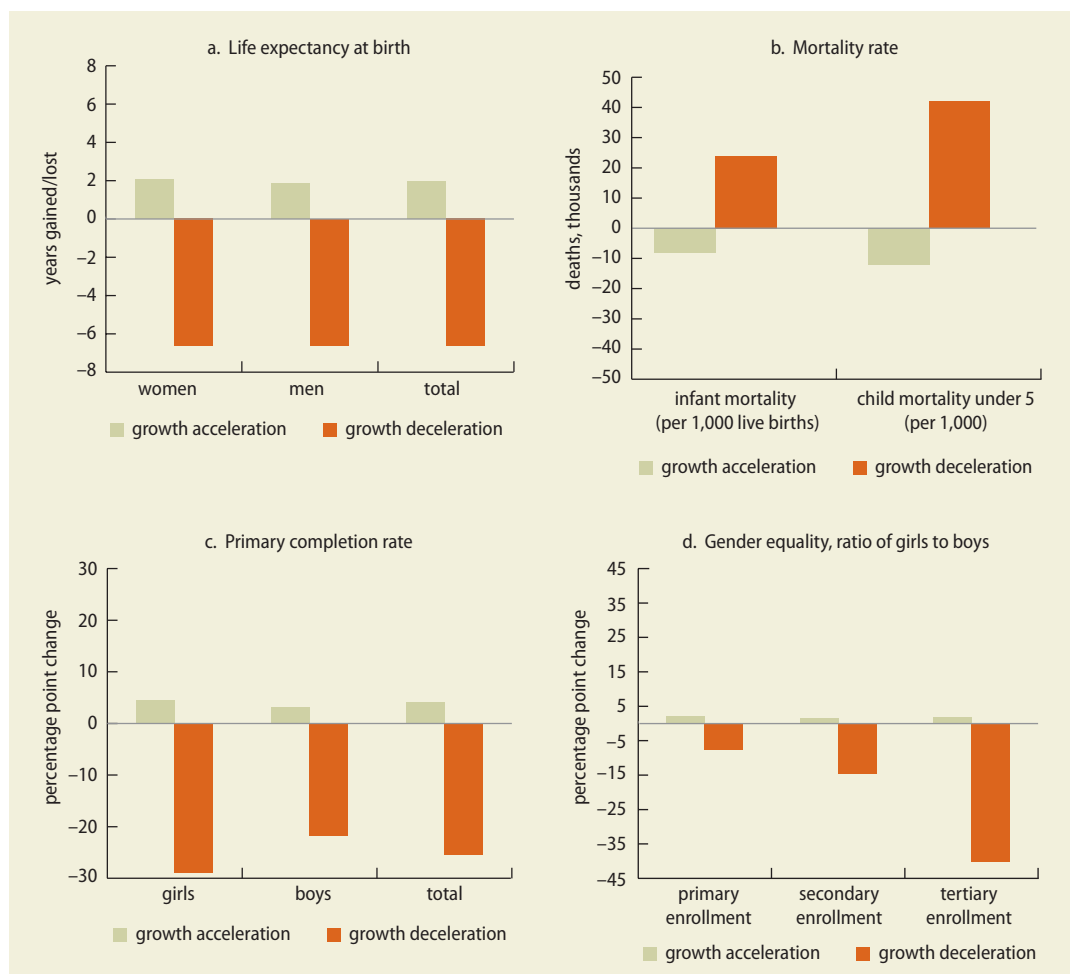 a. Life expectancy at birth
8
6
4
2
0
–2
–4
–6
–8
years gained/lost
women men total
growth acceleration growth deceleration
b. Mortality rate
50
40
30
20
10
0
–10
–20
–30
–40
–50
deaths, thousands
infant mortality child mortality under 5
(per 1,000 live births) (per 1,000)
growth acceleration growth deceleration
c. Primary completion rate
30
20
10
0
–10
–20
–30
percentage point change
girls boys total
growth acceleration growth deceleration
d. Gender equality, ratio of girls to boys
45
35
25
15
5
–5
–15
–25
–35
–45
percentage point change
primary secondary tertiary
enrollment enrollment enrollment
growth acceleration growth deceleration